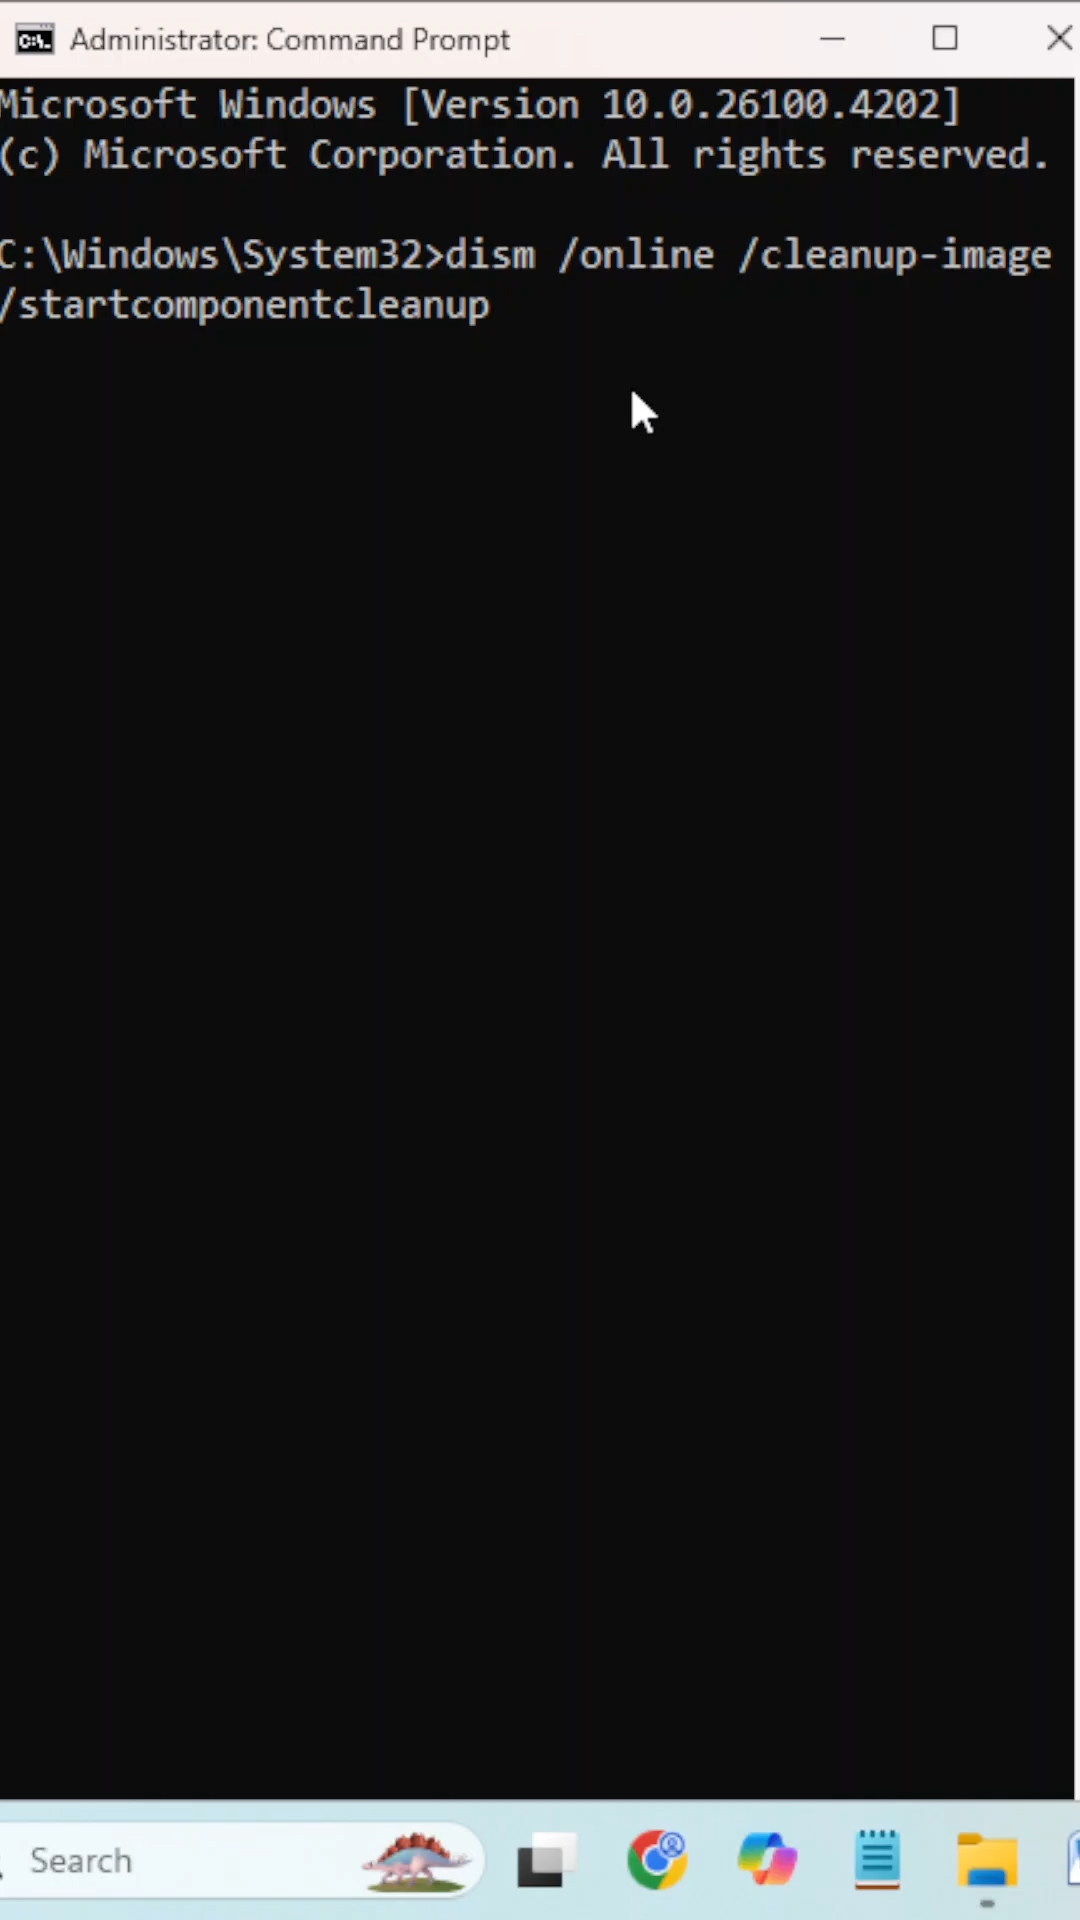 Administrator: Command Prompt
Microsoft Windows [Version 10.0.26100.4202]
(c) Microsoft Corporation. All rights reserved.
C:\Windows\System32>dism /online /cleanup-image
/startcomponentcleanup
Search